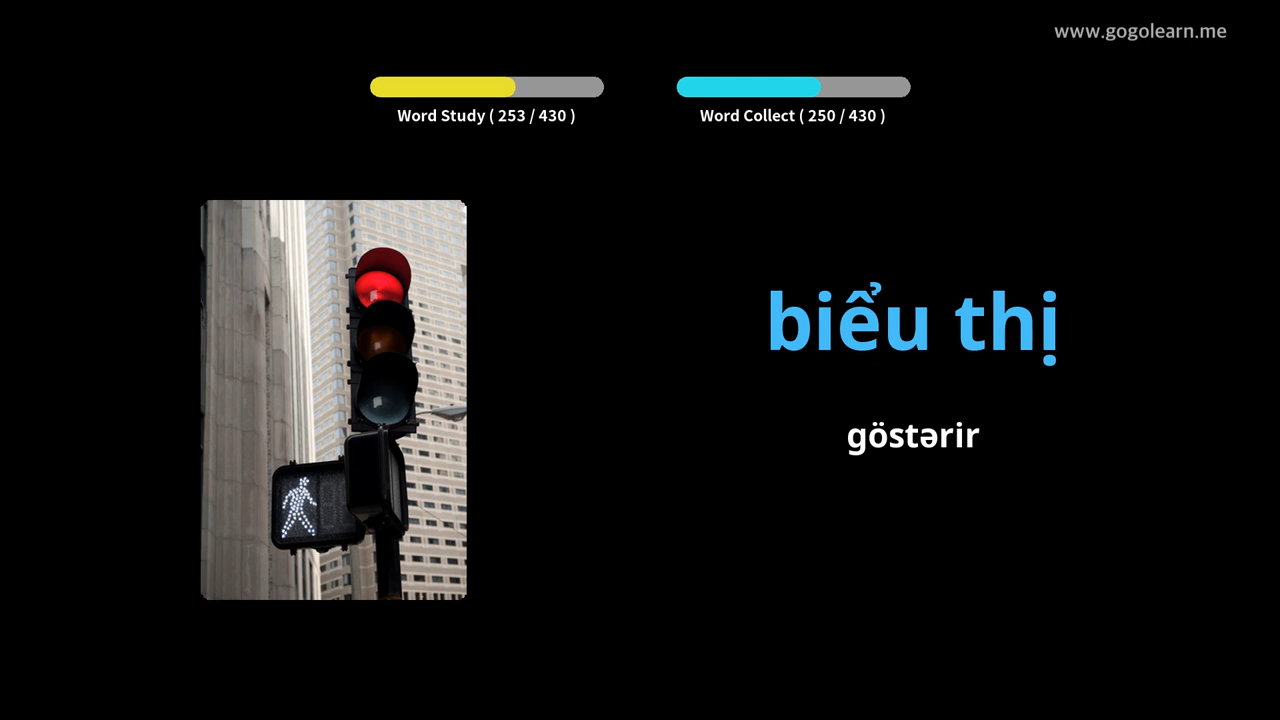 www.gogolearn.me
Word Study ( 253 / 430 )
Word Collect ( 250 / 430 )
biểu thị
göstərir